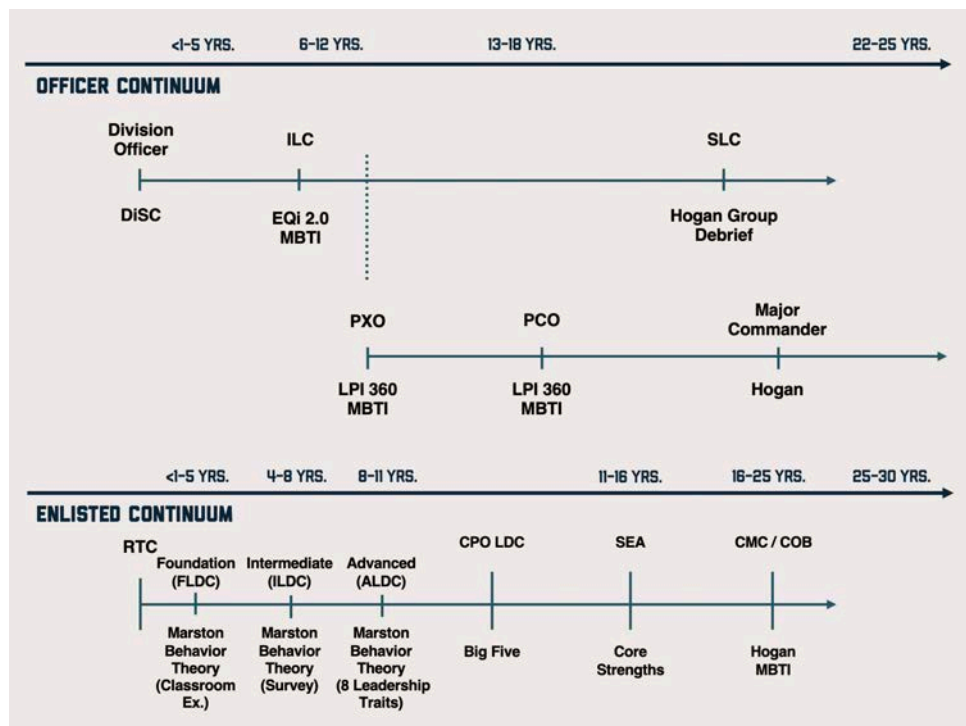 <1-5 YRS. 6-12 YRS. 13-18 YRS. 22-25 YRS.
OFFICER CONTINUUM
Division
Officer
ILC
SLC
DiSC
EQi 2.0
MBTI
Hogan Group
Debrief
PXO
PCO
Major
Commander
LPI 360
MBTI
LPI 360
MBTI
Hogan
<1-5 YRS. 4-8 YRS. 8-11 YRS. 11-16 YRS. 16-25 YRS. 25-30 YRS.
ENLISTED CONTINUUM
RTC
Foundation
(FLDC)
Intermediate
(ILDC)
Advanced
(ALDC)
CPO LDC
SEA
CMC / COB
Marston
Behavior
Theory
(Classroom
Ex.)
Marston
Behavior
Theory
(Survey)
Marston
Behavior
Theory
(8 Leadership
Traits)
Big Five
Core
Strengths
Hogan
MBTI